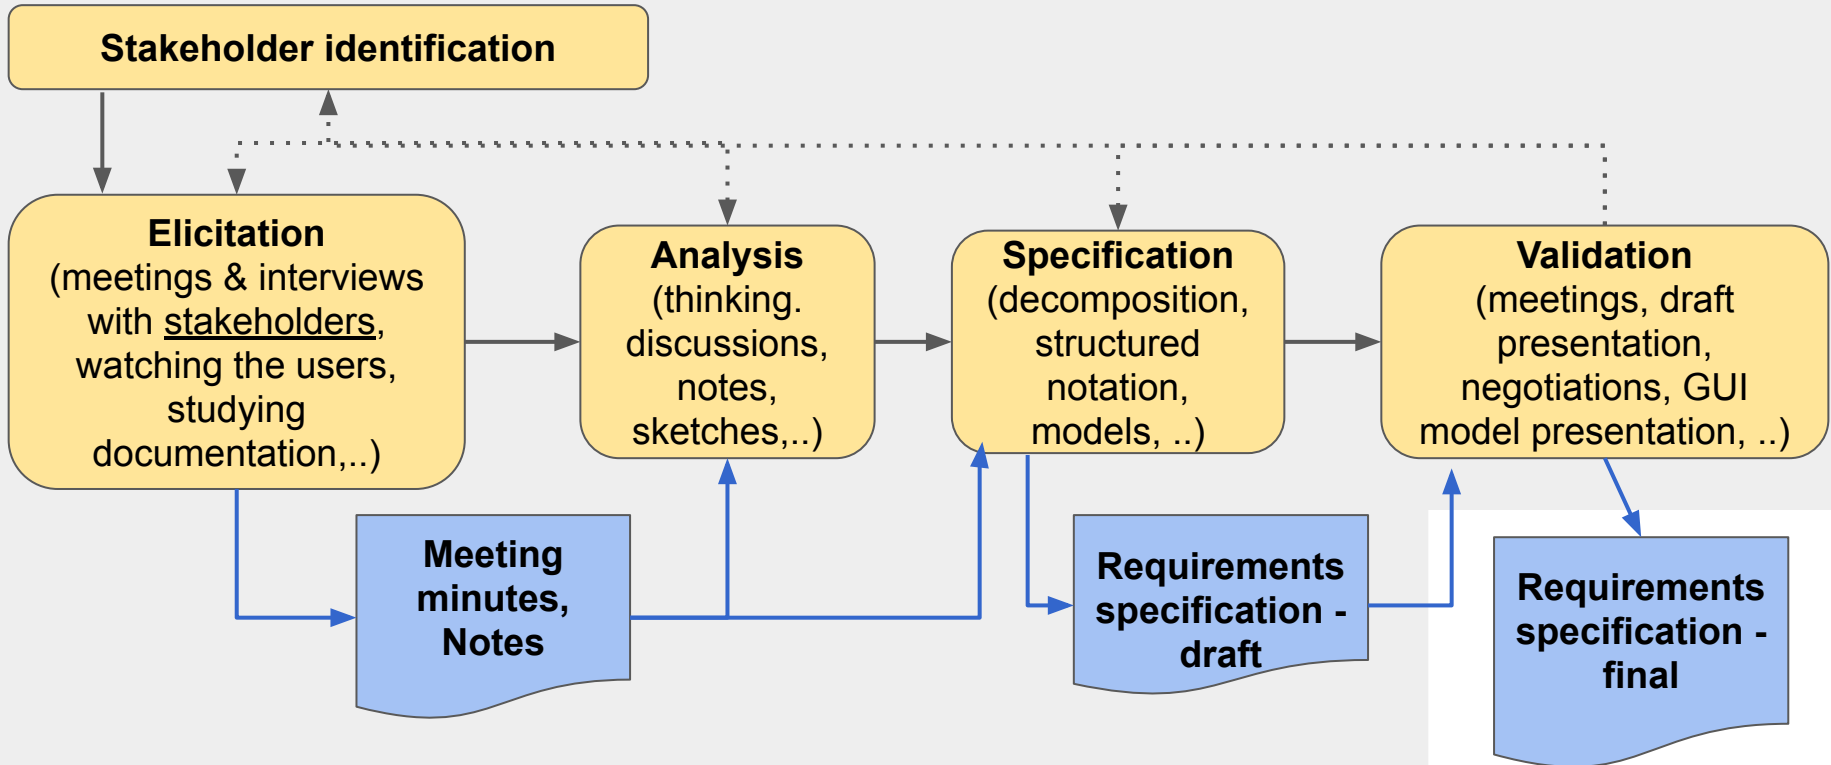 Stakeholder identification
Elicitation
(meetings & interviews
with stakeholders,
watching the users,
studying
documentation,..)
Analysis
(thinking.
discussions,
notes,
sketches,..)
Specification
(decomposition,
structured
notation,
models, ..)
Validation
(meetings, draft
presentation,
negotiations, GUI
model presentation, ..)
Meeting
minutes,
Notes
Requirements
specification -
draft
Requirements
specification -
final